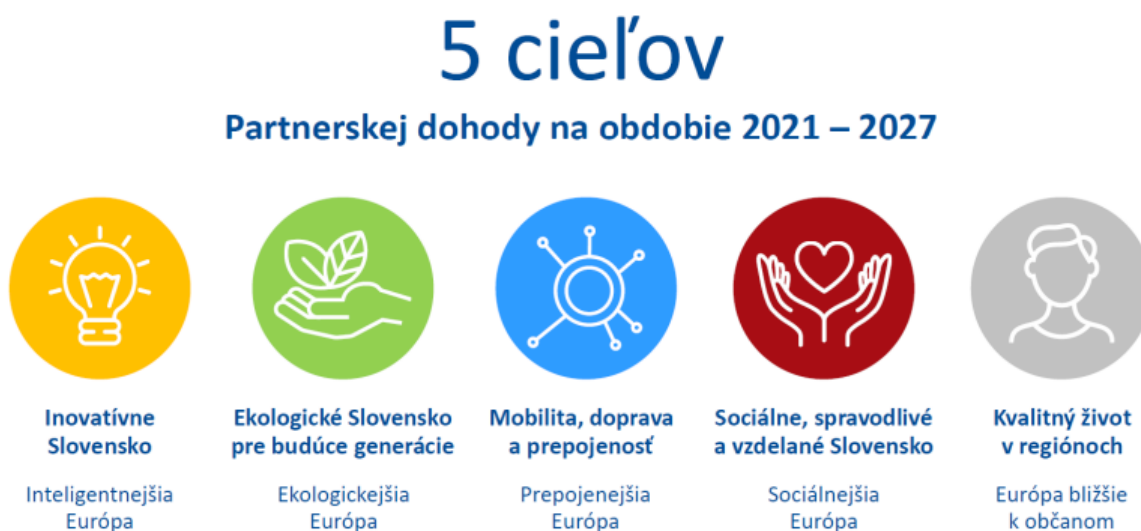 5 cieľov
Partnerskej dohody na obdobie 2021 – 2027
Inovatívne
Slovensko
Inteligentnejšia
Európa
Ekologické Slovensko
pre budúce generácie
Ekologickejšia
Európa
Mobilita, doprava
a prepojenosť
Prepojenejšia
Európa
Sociálne, spravodlivé
a vzdelané Slovensko
Sociálnejšia
Európa
Kvalitný život
v regiónoch
Európa bližšie
k občanom